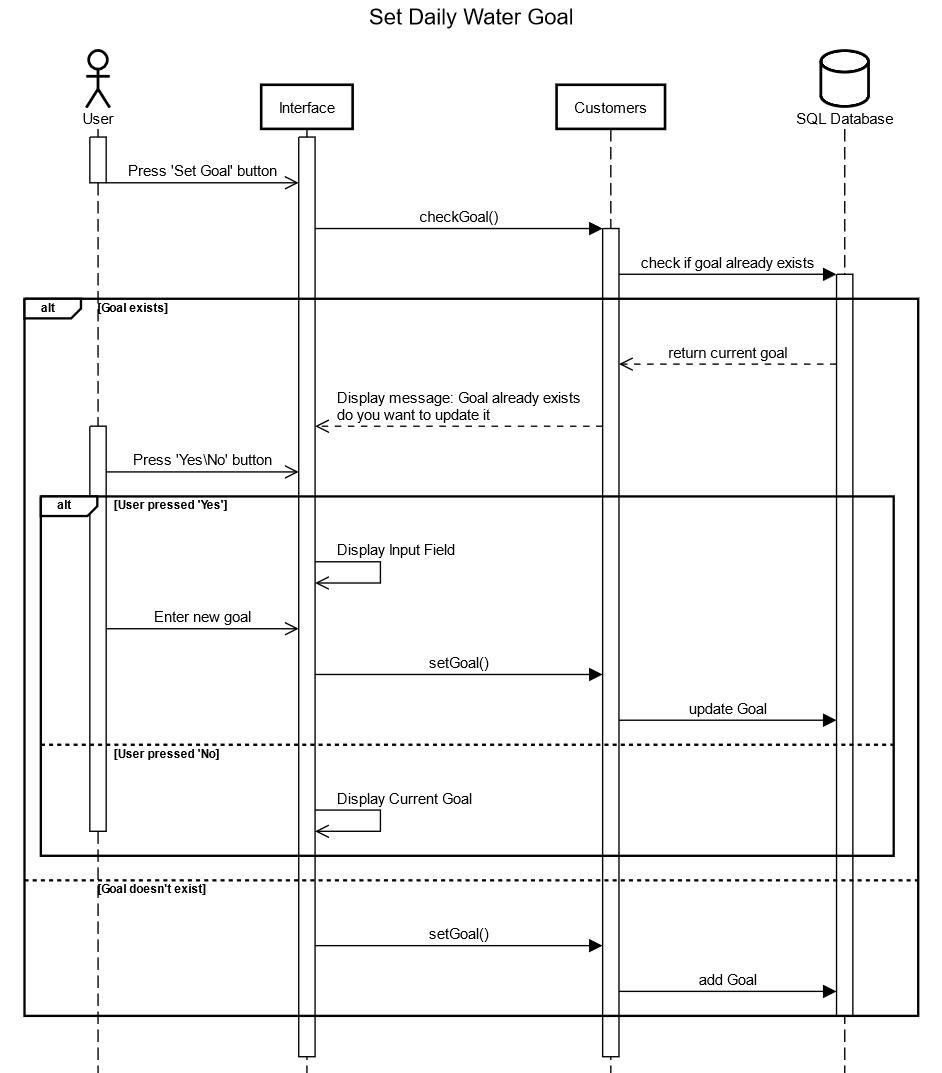 Set Daily Water Goal
User
Interface
Customers
SQL Database
Press 'Set Goal' button
checkGoal()
check if goal already exists
alt
[Goal exists]
return current goal
Display message: Goal already exists
do you want to update it
Press 'Yes\No' button
alt
[User pressed 'Yes']
Display Input Field
Enter new goal
setGoal()
update Goal
[User pressed 'No]
Display Current Goal
[Goal doesn't exist]
setGoal()
add Goal